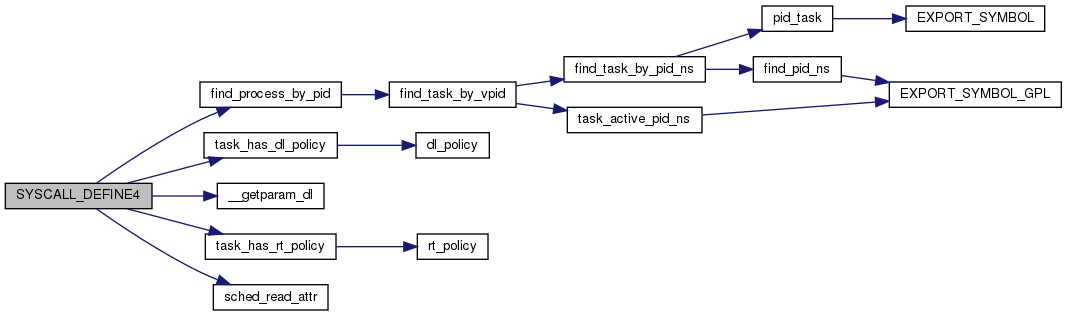 pid_task
EXPORT_SYMBOL
find_task_by_pid_ns
find_pid_ns
find_process_by_pid
find_task_by_vpid
EXPORT_SYMBOL_GPL
task_active_pid_ns
task_has_dl_policy
dl_policy
SYSCALL_DEFINE4
__getparam_dl
task_has_rt_policy
rt_policy
sched_read_attr